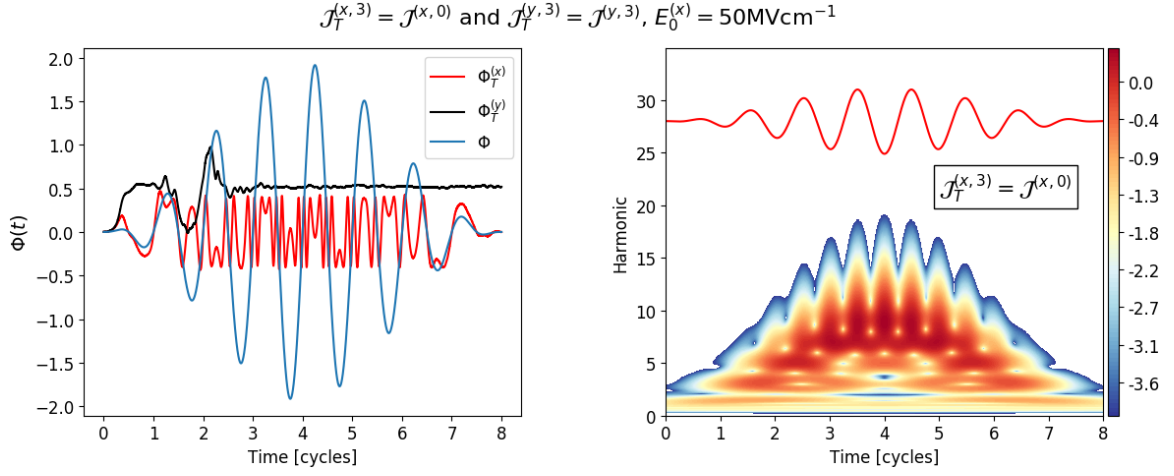 𝒥_T^(x,3) = 𝒥^(x,0) and 𝒥_T^(y,3) = 𝒥^(y,3), E_0^(x) = 50MVcm^−1
2.0
1.5
1.0
0.5
0.0
−0.5
−1.0
−1.5
−2.0
Φ(t)
Φ_T^(x)
Φ_T^(y)
Φ
0 1 2 3 4 5 6 7 8
Time [cycles]
30
25
20
15
10
5
0
Harmonic
𝒥_T^(x,3) = 𝒥^(x,0)
0 1 2 3 4 5 6 7 8
Time [cycles]
0.0
-0.4
-0.9
-1.3
-1.8
-2.2
-2.7
-3.1
-3.6